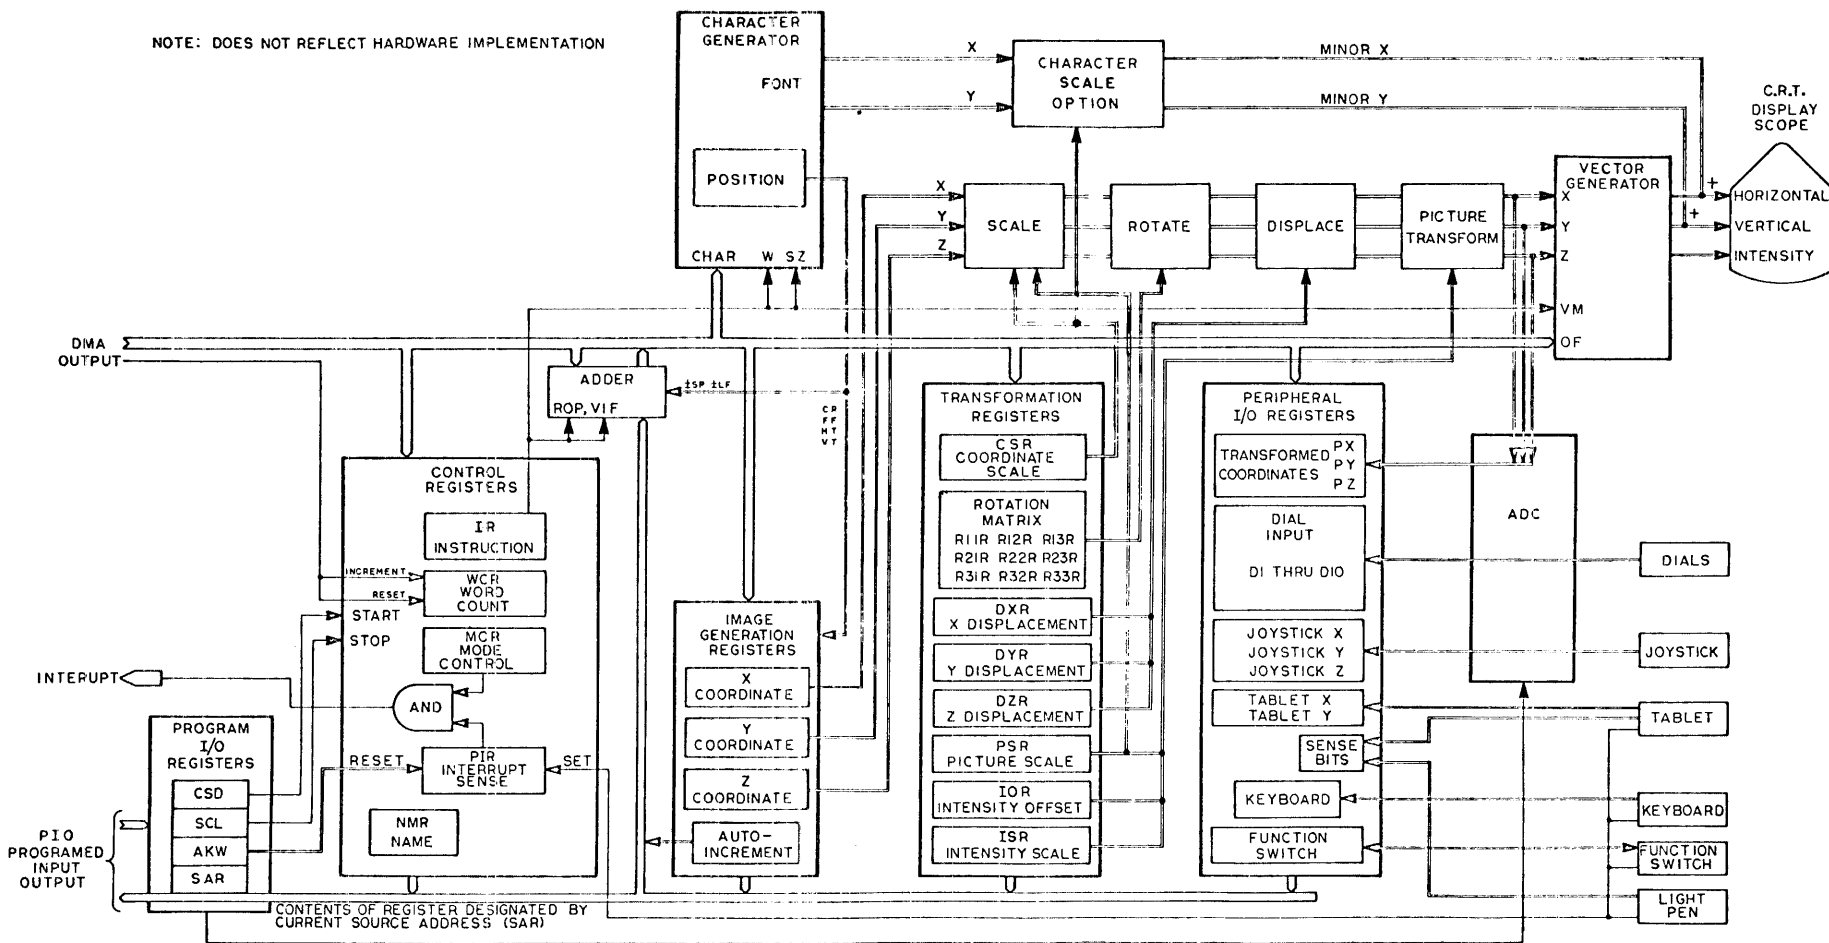 NOTE: DOES NOT REFLECT HARDWARE IMPLEMENTATION
CHARACTER
GENERATOR
FONT
POSITION
CHAR W SZ
X
Y
CHARACTER
SCALE
OPTION
MINOR X
MINOR Y
C.R.T.
DISPLAY
SCOPE
X
Y
Z
SCALE
ROTATE
DISPLACE
PICTURE
TRANSFORM
VECTOR
GENERATOR
X
Y
Z
VM
OF
+
+
HORIZONTAL
VERTICAL
INTENSITY
DMA
OUTPUT
ADDER
ROP, VIF
±SP ±LF
CR
FF
HT
VT
CONTROL
REGISTERS
IR
INSTRUCTION
INCREMENT
RESET
WCR
WORD
COUNT
START
STOP
MCR
MODE
CONTROL
AND
INTERUPT
RESET
PIR
INTERRUPT
SENSE
SET
NMR
NAME
PROGRAM
I/O
REGISTERS
CSD
SCL
AKW
SAR
PIO
PROGRAMED
INPUT
OUTPUT
CONTENTS OF REGISTER DESIGNATED BY
CURRENT SOURCE ADDRESS (SAR)
IMAGE
GENERATION
REGISTERS
X
COORDINATE
Y
COORDINATE
Z
COORDINATE
AUTO-
INCREMENT
TRANSFORMATION
REGISTERS
CSR
COORDINATE
SCALE
ROTATION
MATRIX
R11R R12R R13R
R21R R22R R23R
R31R R32R R33R
DXR
X DISPLACEMENT
DYR
Y DISPLACEMENT
DZR
Z DISPLACEMENT
PSR
PICTURE SCALE
IOR
INTENSITY OFFSET
ISR
INTENSITY SCALE
PERIPHERAL
I/O REGISTERS
TRANSFORMED
COORDINATES
PX
PY
PZ
DIAL
INPUT
D1 THRU D10
JOYSTICK X
JOYSTICK Y
JOYSTICK Z
TABLET X
TABLET Y
SENSE
BITS
KEYBOARD
FUNCTION
SWITCH
ADC
DIALS
JOYSTICK
TABLET
KEYBOARD
FUNCTION
SWITCH
LIGHT
PEN